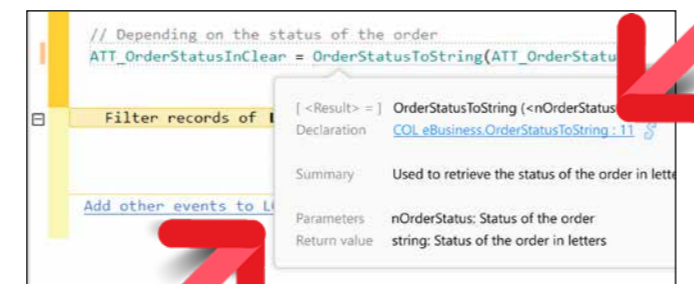 // Depending on the status of the order
ATT_OrderStatusInClear = OrderStatusToString(ATT_OrderStatu
[ <Result> = ] OrderStatusToString (<nOrderStatus
Filter records of
Declaration COL eBusiness.OrderStatusToString : 11
Summary Used to retrieve the status of the order in lette
Add other events to L
Parameters nOrderStatus: Status of the order
Return value string: Status of the order in letters